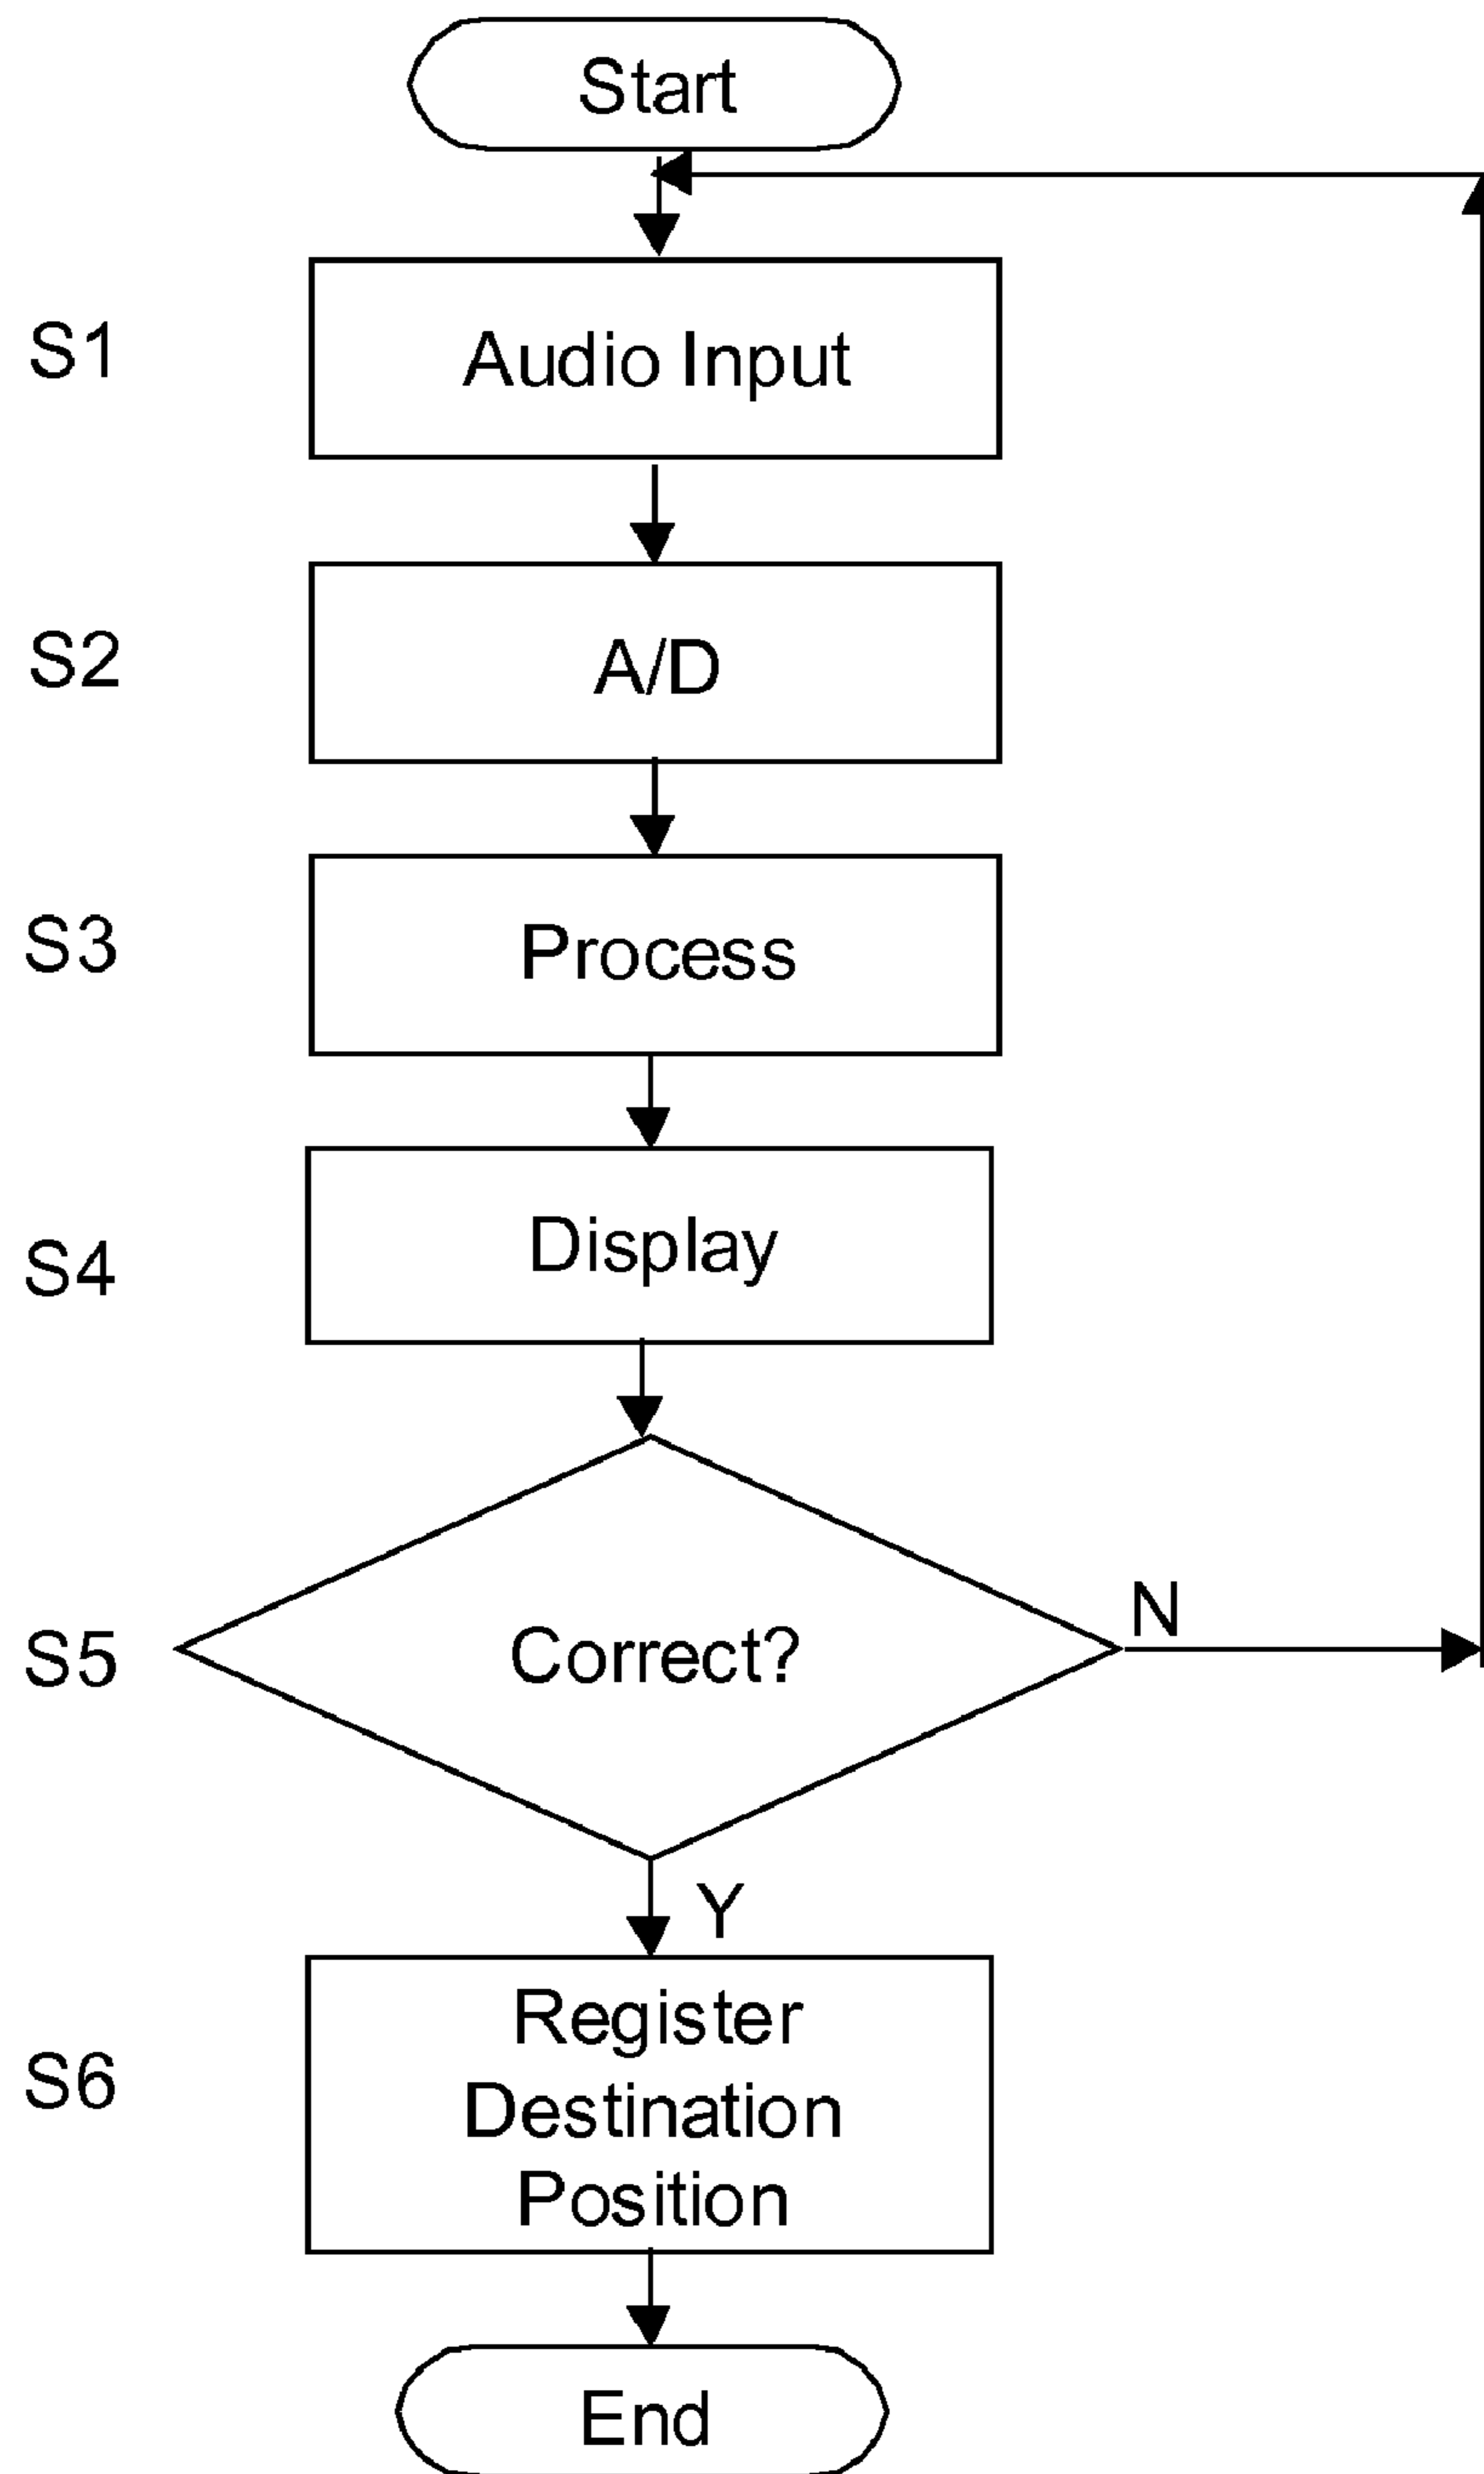 Start
S1
Audio Input
S2
A/D
S3
Process
S4
Display
S5
Correct?
N
Y
S6
Register
Destination
Position
End